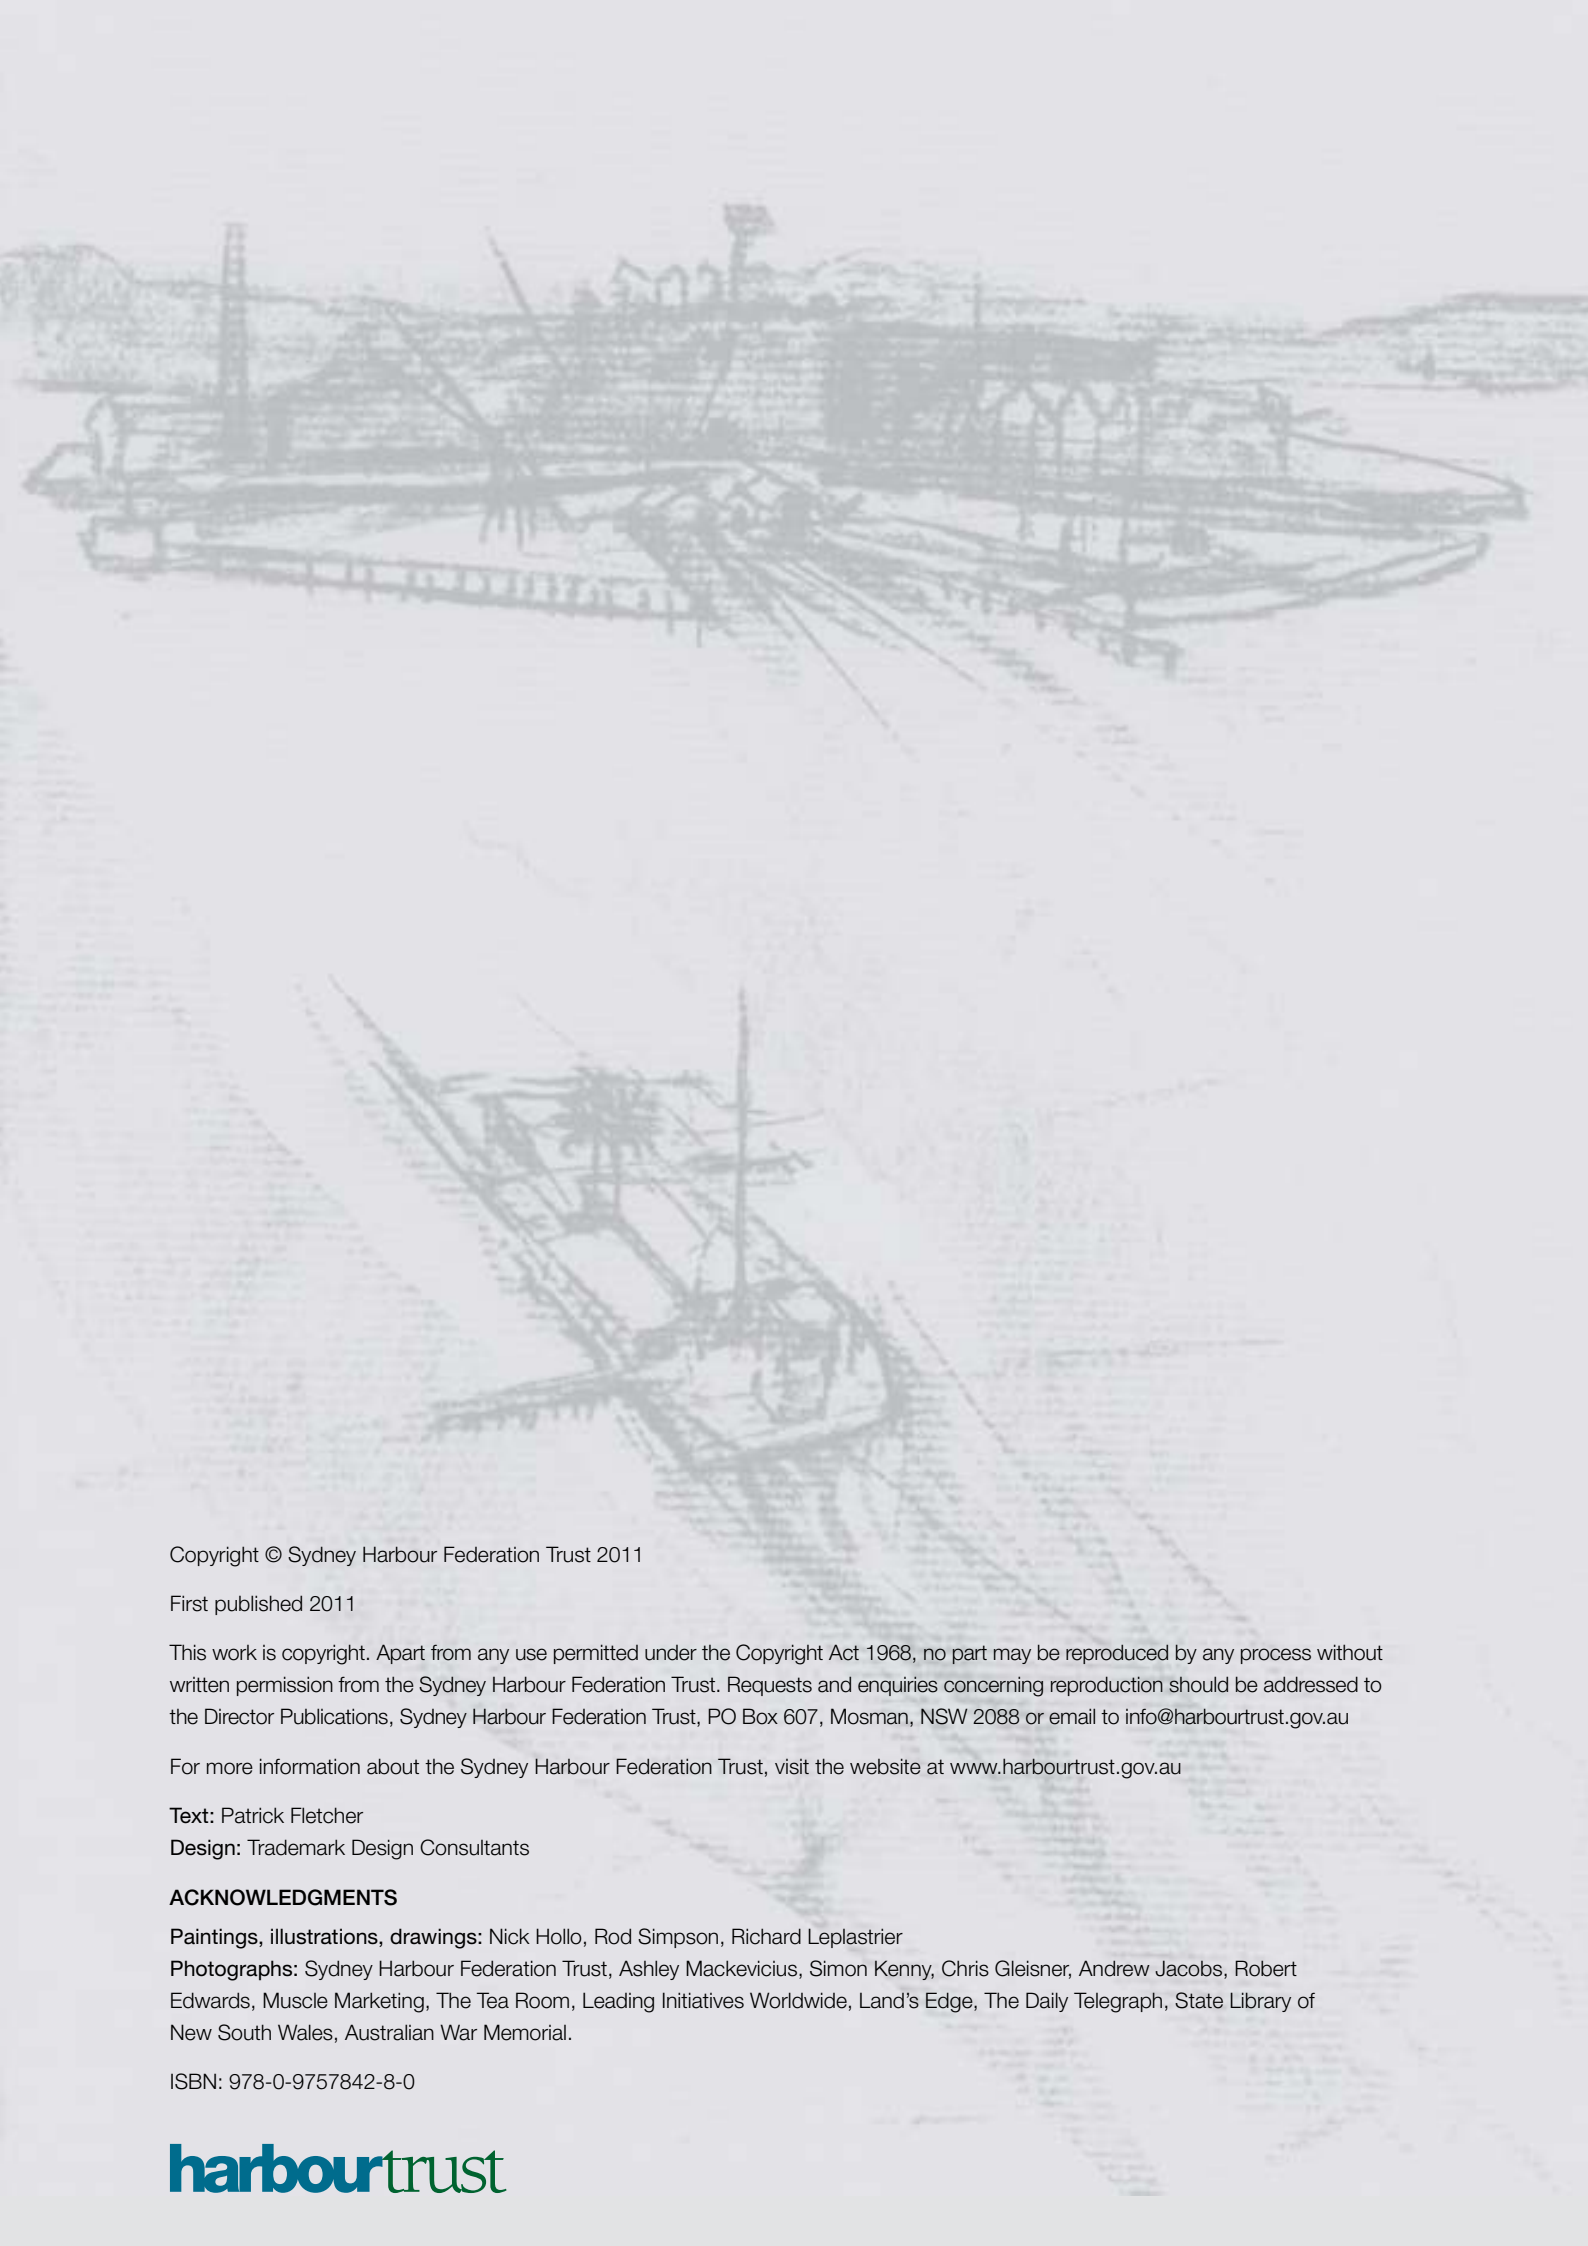 Copyright © Sydney Harbour Federation Trust 2011
First published 2011
This work is copyright. Apart from any use permitted under the Copyright Act 1968, no part may be reproduced by any process without
written permission from the Sydney Harbour Federation Trust. Requests and enquiries concerning reproduction should be addressed to
the Director Publications, Sydney Harbour Federation Trust, PO Box 607, Mosman, NSW 2088 or email to info@harbourtrust.gov.au
For more information about the Sydney Harbour Federation Trust, visit the website at www.harbourtrust.gov.au
Text: Patrick Fletcher
Design: Trademark Design Consultants
ACKNOWLEDGMENTS
Paintings, illustrations, drawings: Nick Hollo, Rod Simpson, Richard Leplastrier
Photographs: Sydney Harbour Federation Trust, Ashley Mackevicius, Simon Kenny, Chris Gleisner, Andrew Jacobs, Robert
Edwards, Muscle Marketing, The Tea Room, Leading Initiatives Worldwide, Land's Edge, The Daily Telegraph, State Library of
New South Wales, Australian War Memorial.
ISBN: 978-0-9757842-8-0
harbourtrust